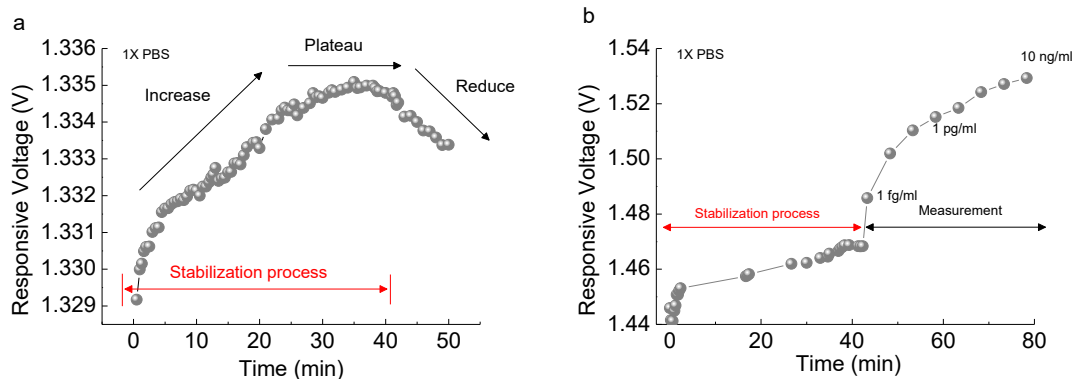 a
1X PBS
Plateau
Increase
Reduce
Stabilization process
1.336
1.335
1.334
1.333
1.332
1.331
1.330
1.329
Responsive Voltage (V)
0 10 20 30 40 50
Time (min)
b
1X PBS
10 ng/ml
1 pg/ml
1 fg/ml
Stabilization process
Measurement
1.54
1.52
1.50
1.48
1.46
1.44
Responsive Voltage (V)
0 20 40 60 80
Time (min)